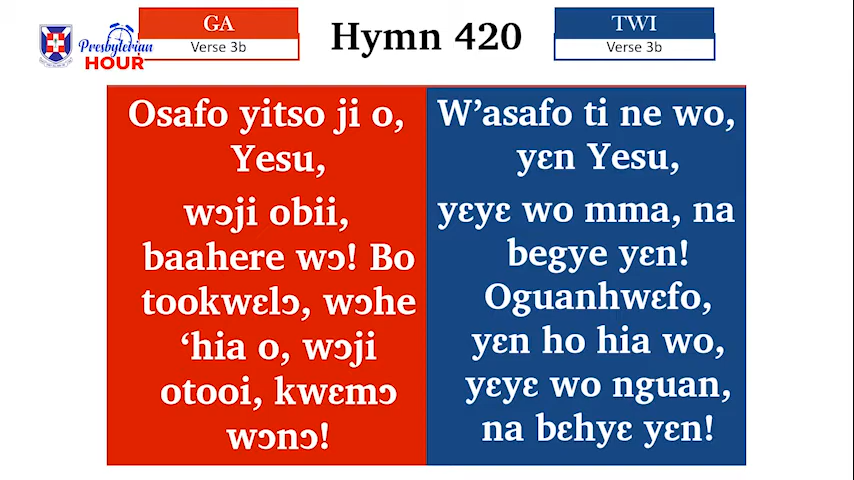 Presbyterian
HOUR
GA
Verse 3b
Hymn 420
TWI
Verse 3b
Osafo yitso ji o,
Yesu,
wɔji obii,
baahere wɔ! Bo
tookwɛlɔ, wɔhe
‘hia o, wɔji
otooi, kwɛmɔ
wɔnɔ!
W’asafo ti ne wo,
yɛn Yesu,
yɛyɛ wo mma, na
begye yɛn!
Oguanhwɛfo,
yɛn ho hia wo,
yɛyɛ wo nguan,
na bɛhyɛ yɛn!